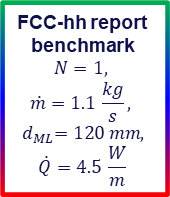 FCC-hh report
benchmark
N = 1,
ṁ = 1.1 kg/s,
d_ML = 120 mm,
Q̇ = 4.5 W/m